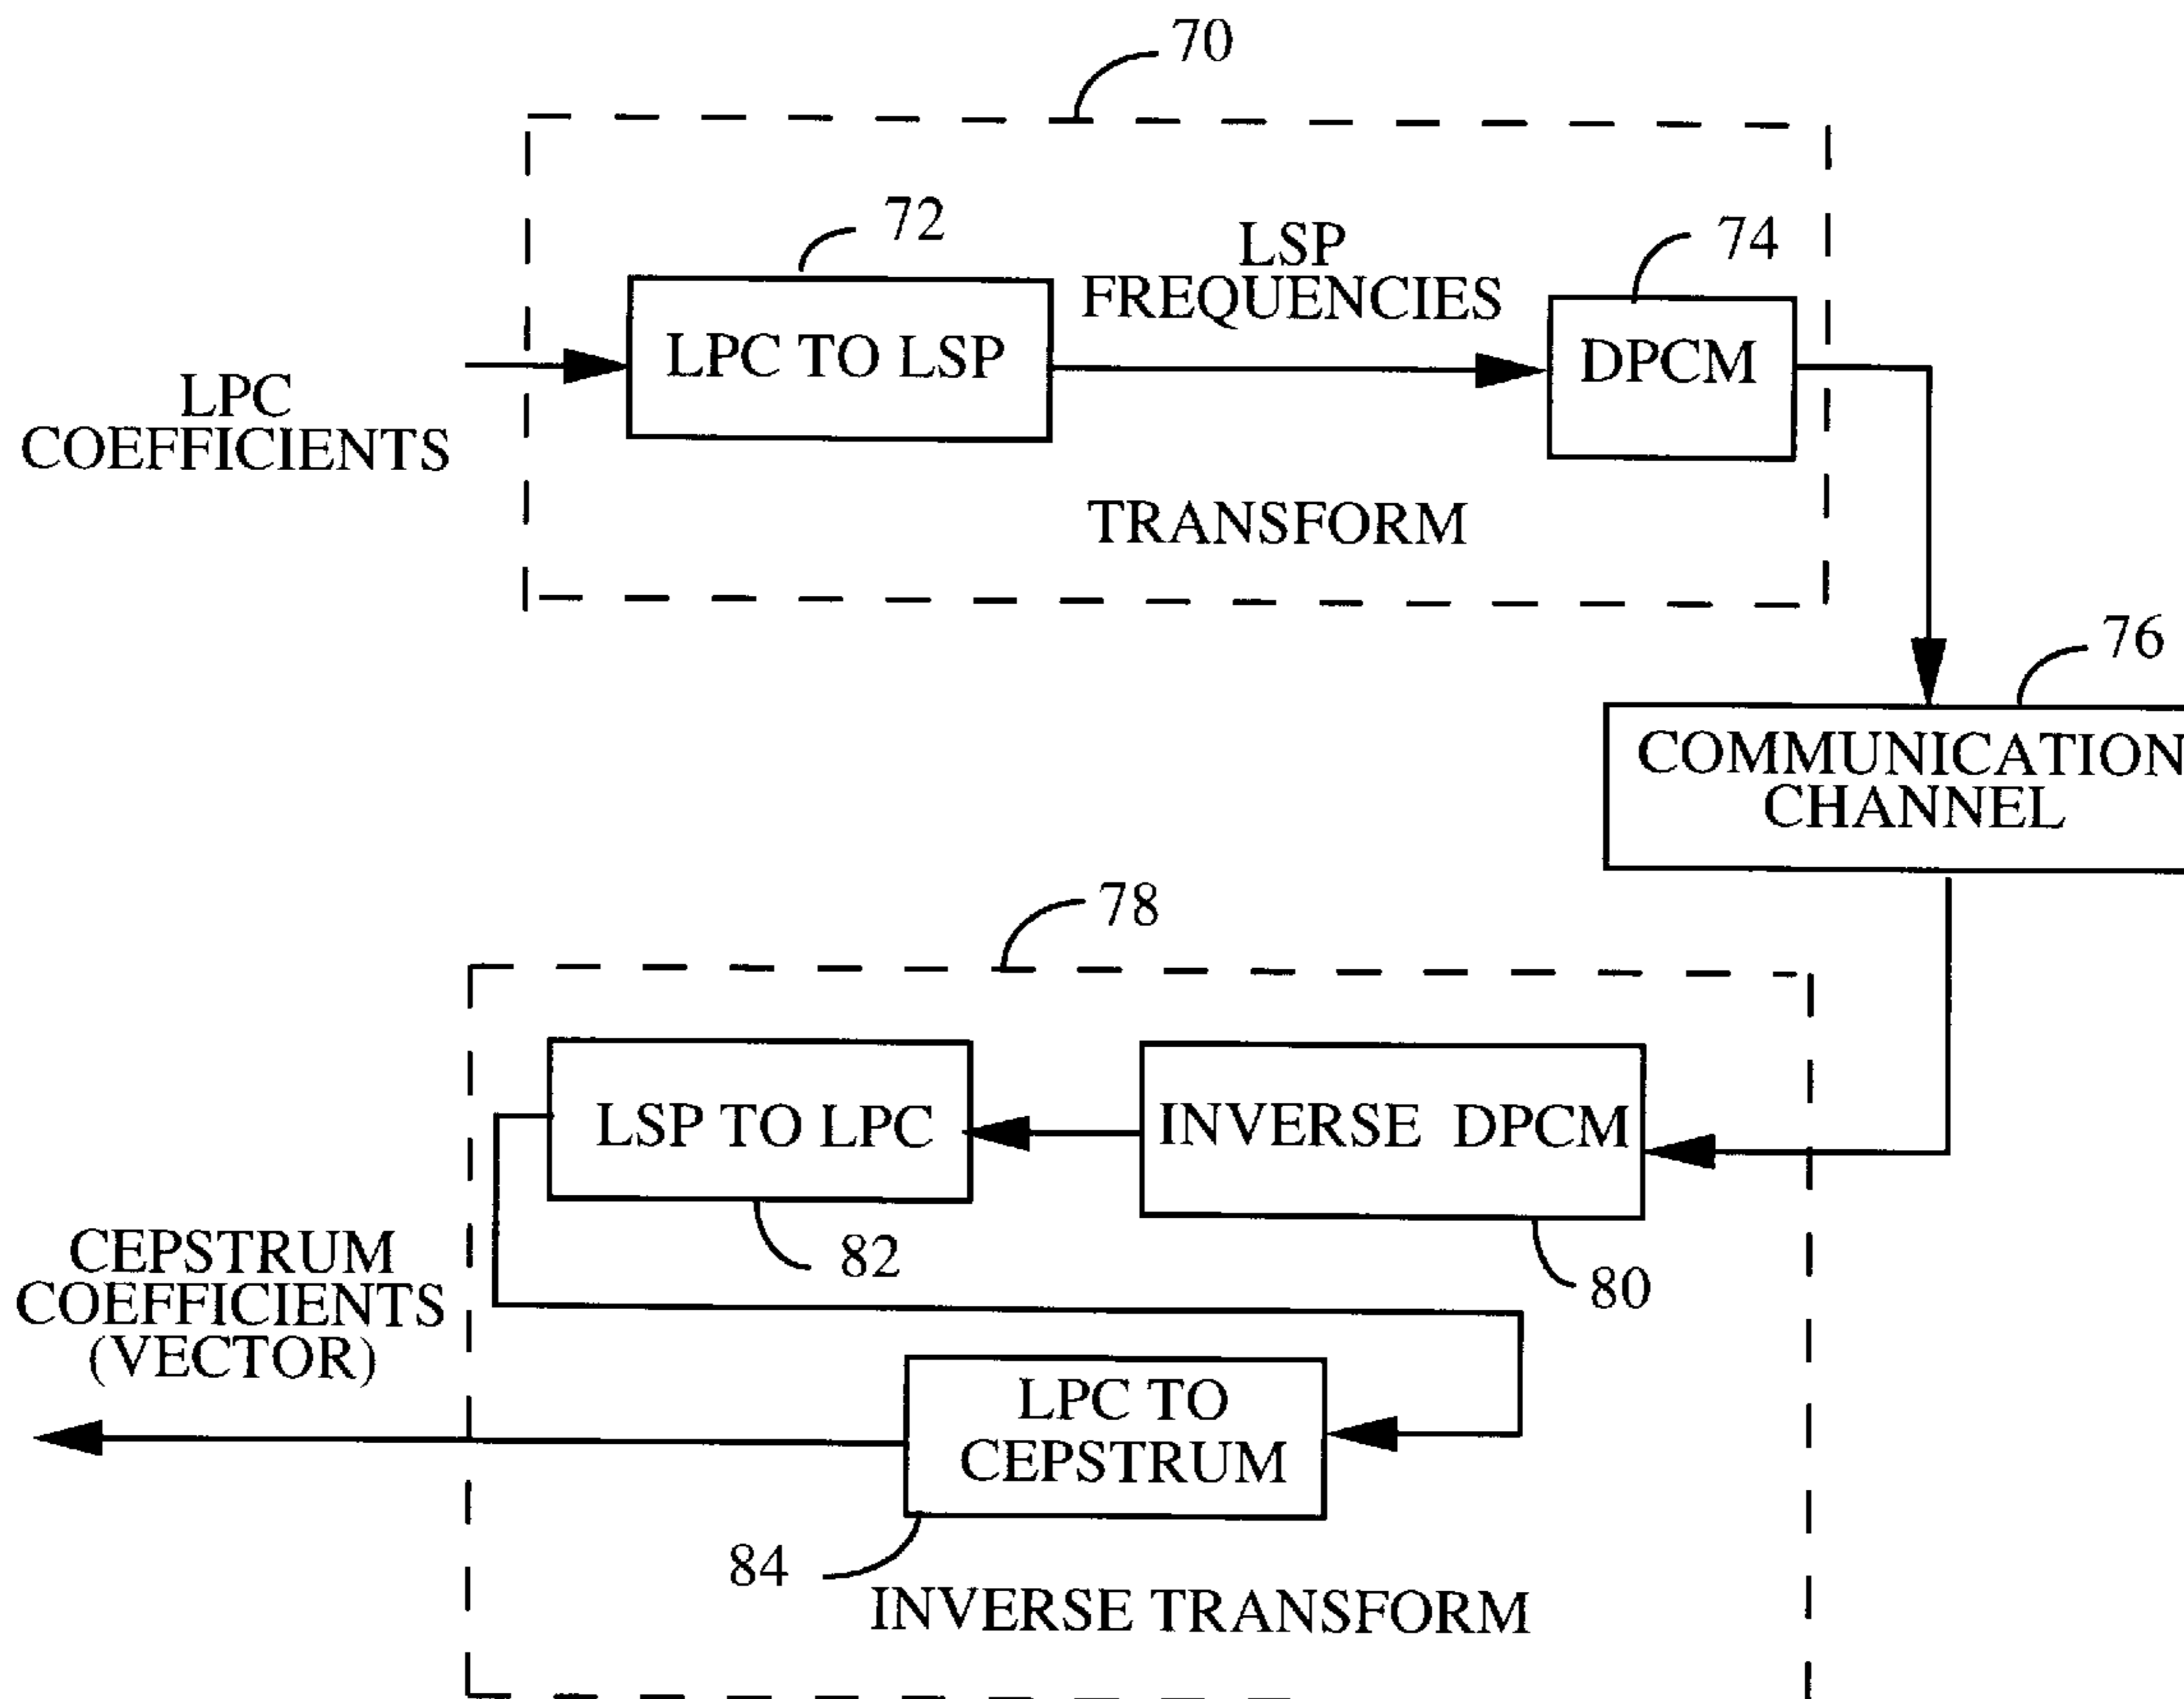 70
72
LSP
FREQUENCIES
74
LPC TO LSP
DPCM
LPC
COEFFICIENTS
TRANSFORM
76
COMMUNICATION
CHANNEL
78
LSP TO LPC
INVERSE DPCM
82
80
CEPSTRUM
COEFFICIENTS
(VECTOR)
LPC TO
CEPSTRUM
84
INVERSE TRANSFORM